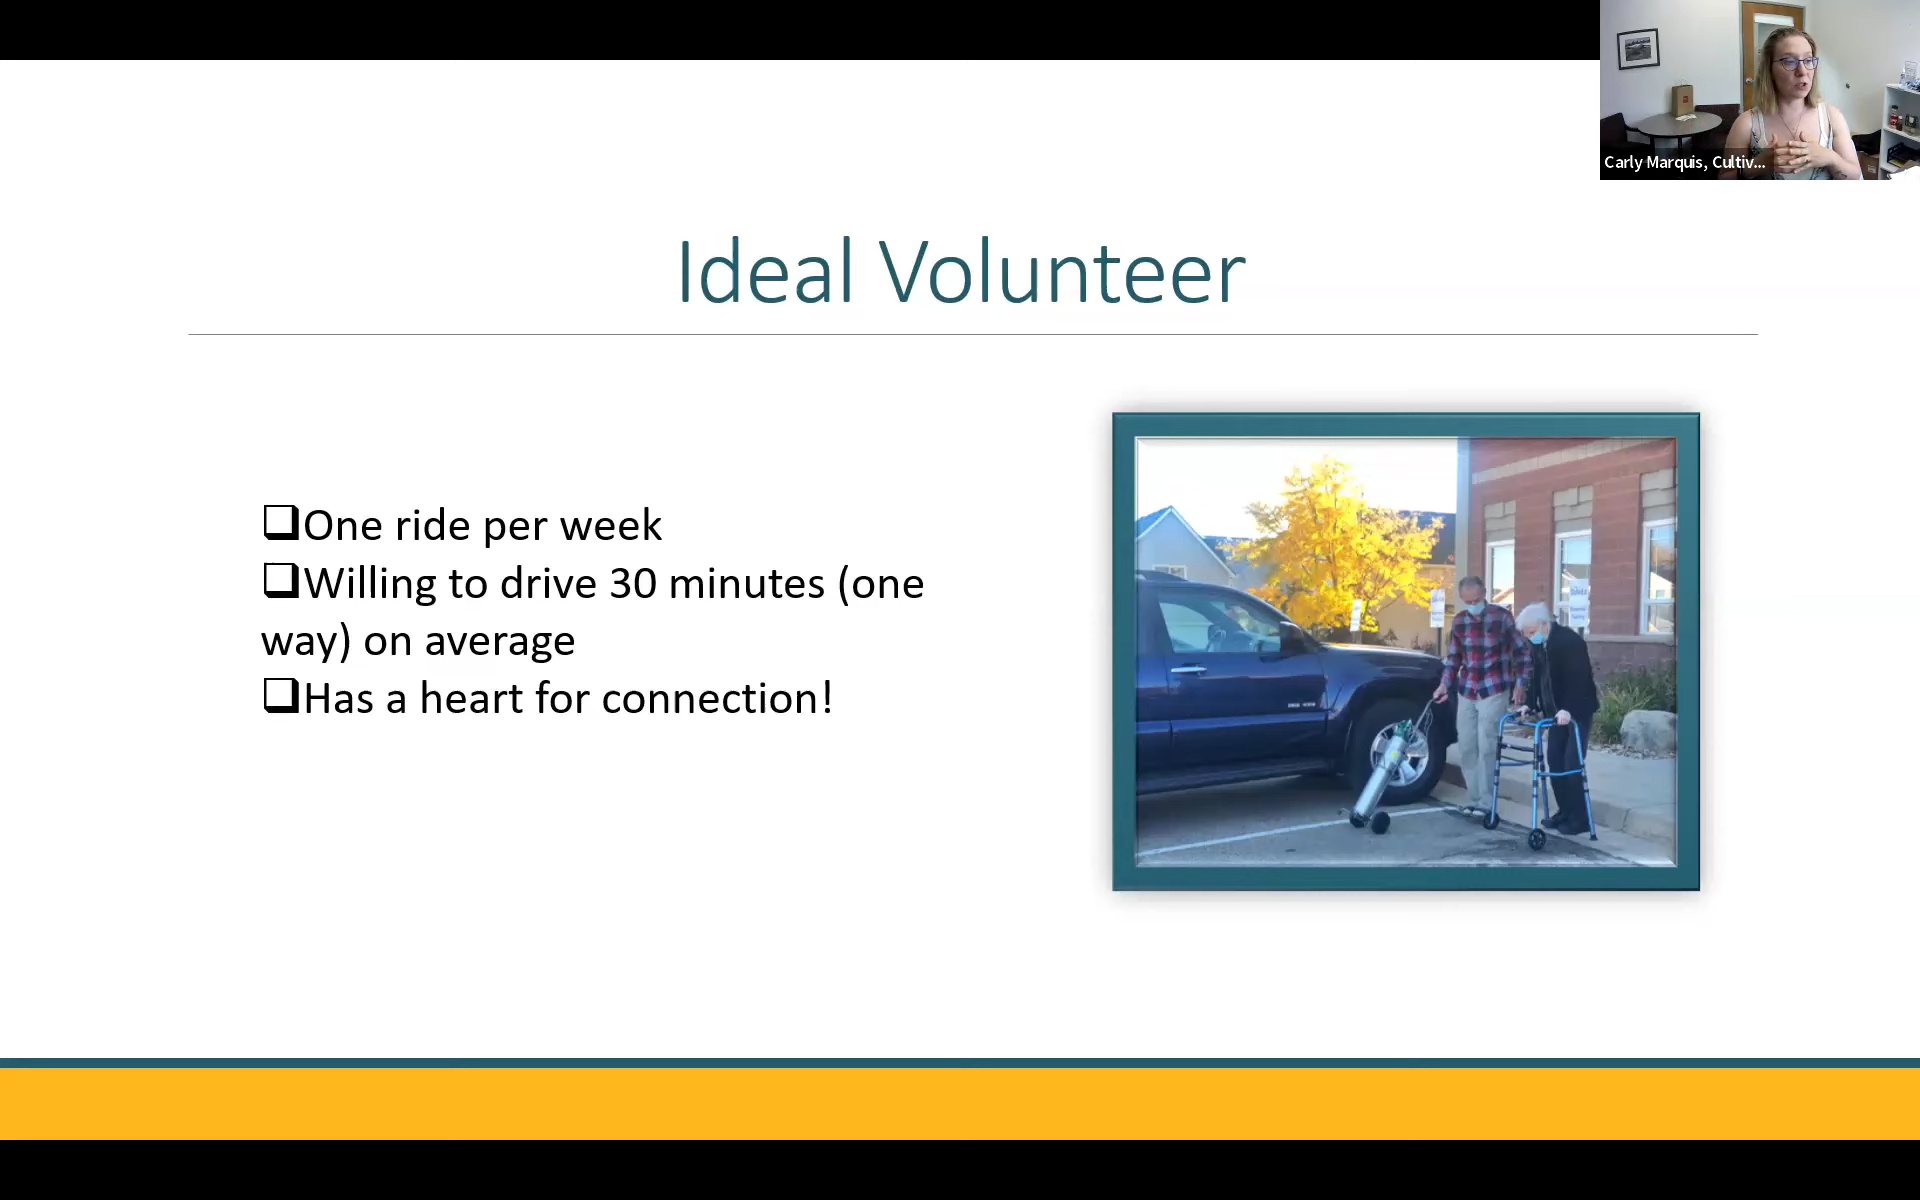 Carly Marquis, Cultiv...
Ideal Volunteer
❑One ride per week
❑Willing to drive 30 minutes (one
way) on average
❑Has a heart for connection!